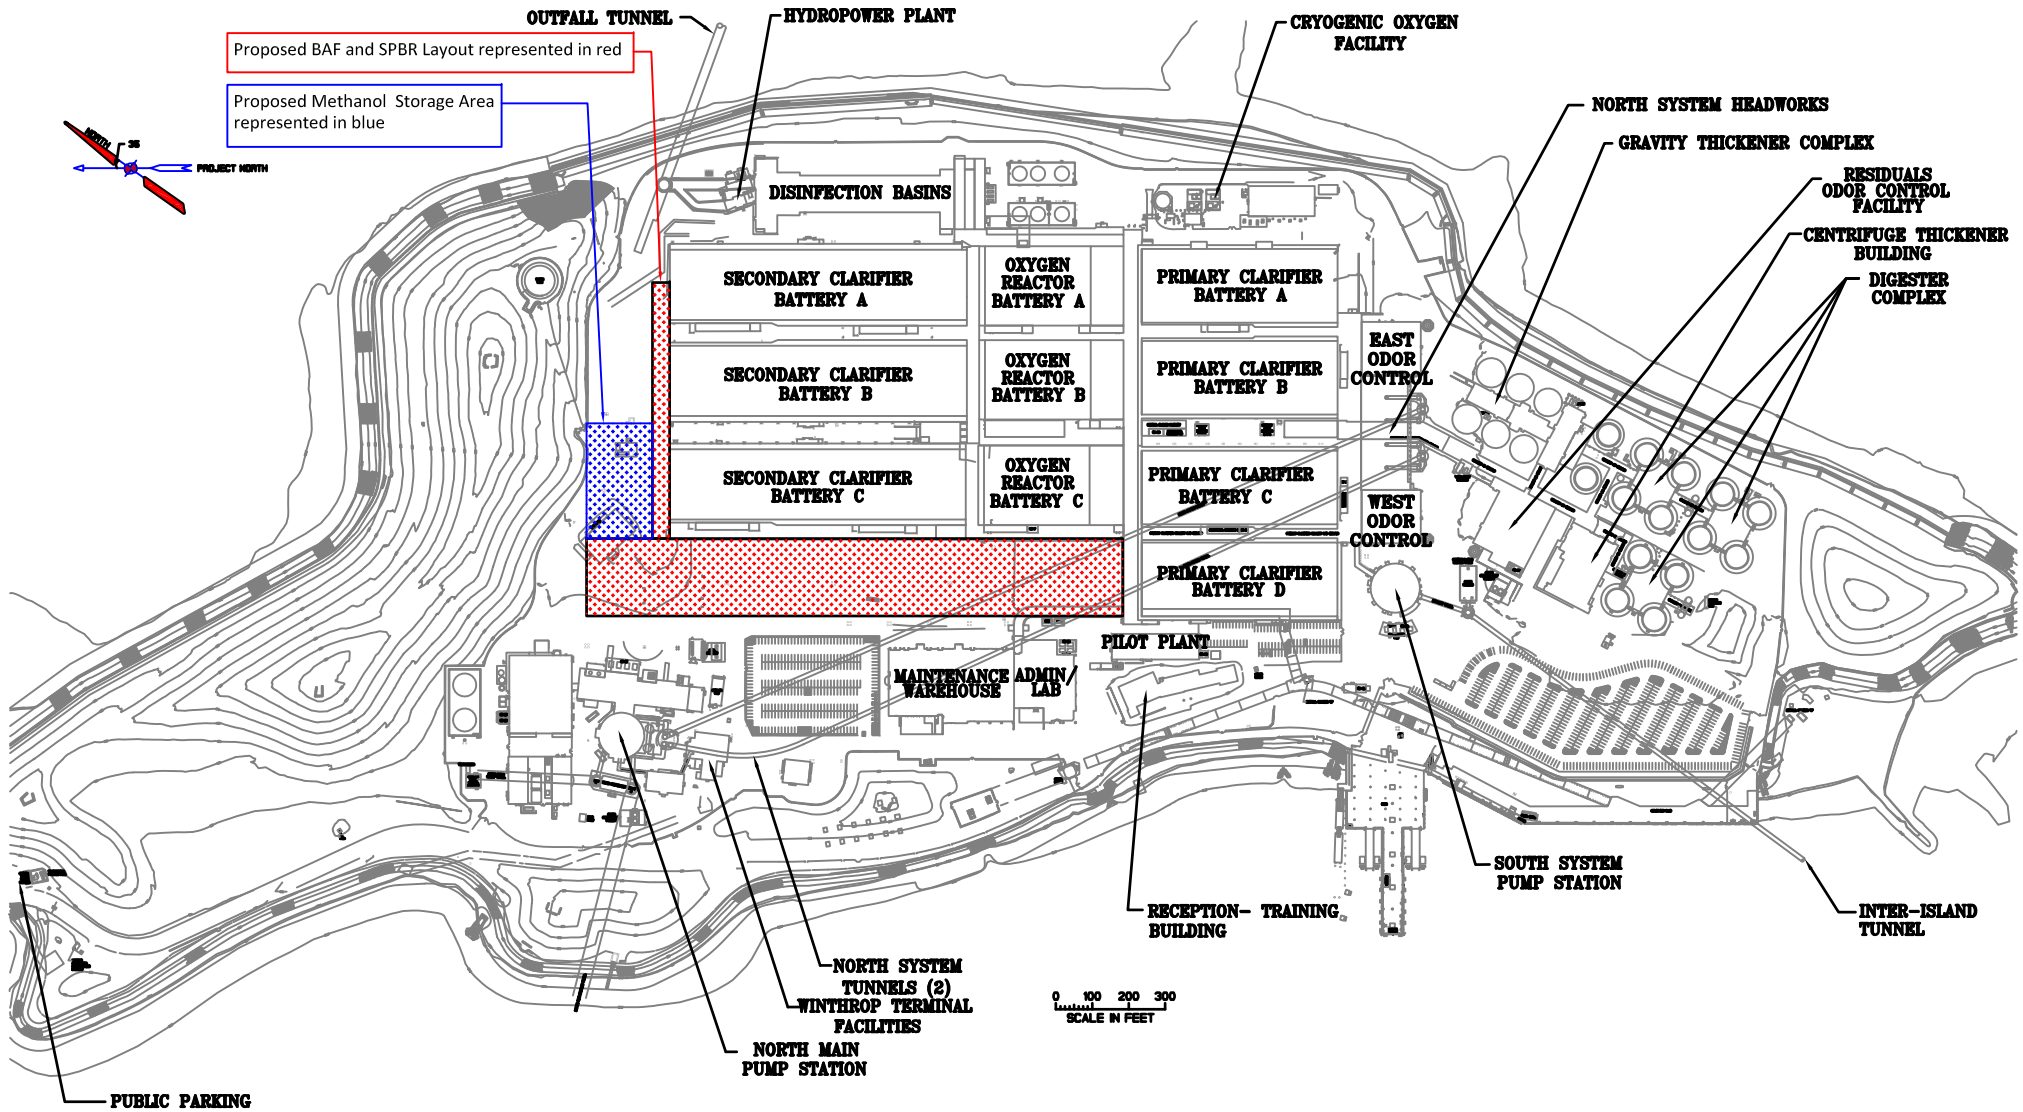 OUTFALL TUNNEL
HYDROPOWER PLANT
CRYOGENIC OXYGEN
FACILITY
Proposed BAF and SPBR Layout represented in red
Proposed Methanol Storage Area
represented in blue
NORTH SYSTEM HEADWORKS
GRAVITY THICKENER COMPLEX
NORTH
36
PROJECT NORTH
RESIDUALS
ODOR CONTROL
FACILITY
DISINFECTION BASINS
CENTRIFUGE THICKENER
BUILDING
DIGESTER
COMPLEX
SECONDARY CLARIFIER
BATTERY A
OXYGEN
REACTOR
BATTERY A
PRIMARY CLARIFIER
BATTERY A
EAST
ODOR
CONTROL
SECONDARY CLARIFIER
BATTERY B
OXYGEN
REACTOR
BATTERY B
PRIMARY CLARIFIER
BATTERY B
SECONDARY CLARIFIER
BATTERY C
OXYGEN
REACTOR
BATTERY C
PRIMARY CLARIFIER
BATTERY C
WEST
ODOR
CONTROL
PRIMARY CLARIFIER
BATTERY D
PILOT PLANT
MAINTENANCE
WAREHOUSE
ADMIN/
LAB
SOUTH SYSTEM
PUMP STATION
RECEPTION- TRAINING
BUILDING
INTER-ISLAND
TUNNEL
NORTH SYSTEM
TUNNELS (2)
WINTHROP TERMINAL
FACILITIES
0 100 200 300
SCALE IN FEET
NORTH MAIN
PUMP STATION
PUBLIC PARKING